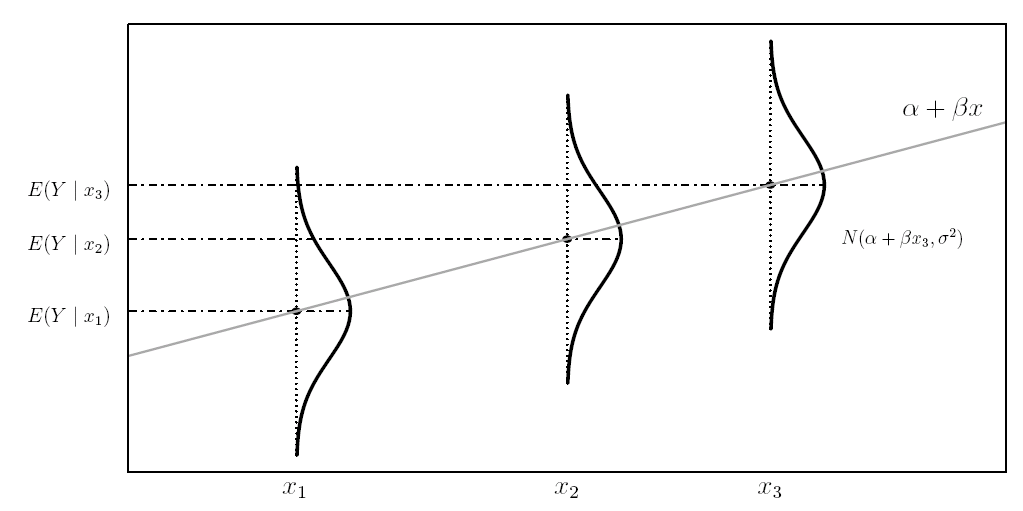 α + βx
E(Y | x₃)
E(Y | x₂)
N(α + βx₃, σ²)
E(Y | x₁)
x₁ x₂ x₃